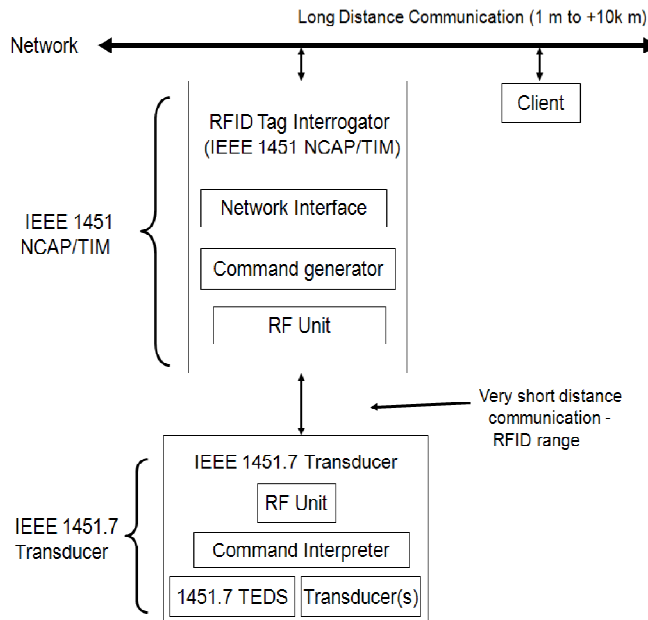 Long Distance Communication (1 m to +10k m)
Network
Client
RFID Tag Interrogator
(IEEE 1451 NCAP/TIM)
Network Interface
IEEE 1451
NCAP/TIM
Command generator
RF Unit
Very short distance
communication -
RFID range
IEEE 1451.7 Transducer
RF Unit
IEEE 1451.7
Transducer
Command Interpreter
1451.7 TEDS
Transducer(s)